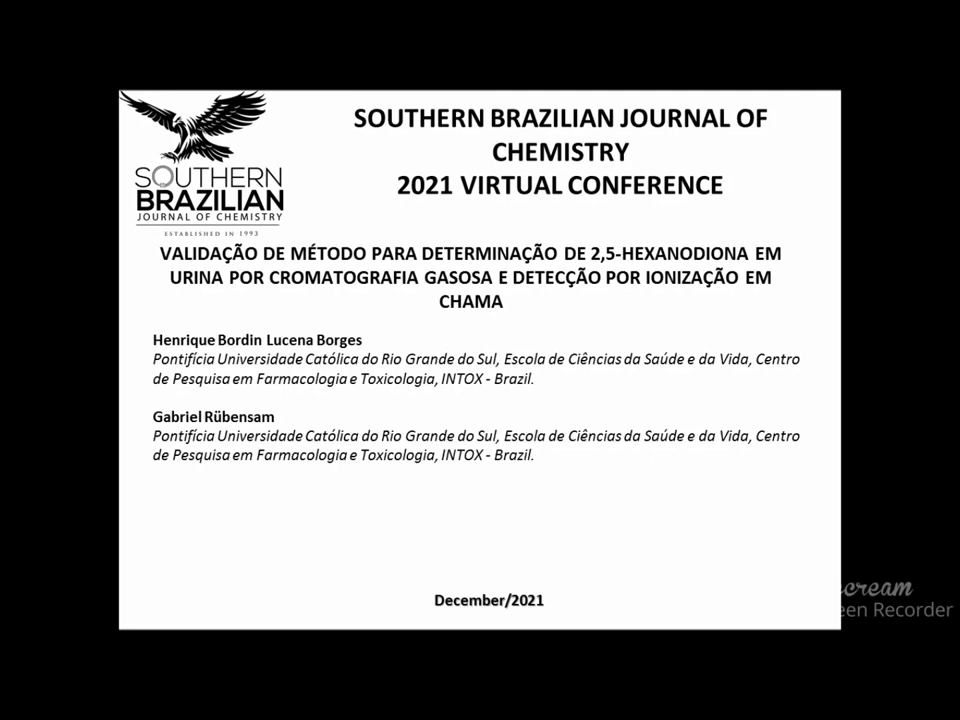 SOUTHERN
BRAZILIAN
JOURNAL OF CHEMISTRY
ESTABLISHED IN 1993
SOUTHERN BRAZILIAN JOURNAL OF
CHEMISTRY
2021 VIRTUAL CONFERENCE
VALIDAÇÃO DE MÉTODO PARA DETERMINAÇÃO DE 2,5-HEXANODIONA EM
URINA POR CROMATOGRAFIA GASOSA E DETECÇÃO POR IONIZAÇÃO EM
CHAMA
Henrique Bordin Lucena Borges
Pontifícia Universidade Católica do Rio Grande do Sul, Escola de Ciências da Saúde e da Vida, Centro
de Pesquisa em Farmacologia e Toxicologia, INTOX - Brazil.
Gabriel Rübensam
Pontifícia Universidade Católica do Rio Grande do Sul, Escola de Ciências da Saúde e da Vida, Centro
de Pesquisa em Farmacologia e Toxicologia, INTOX - Brazil.
December/2021
Recorder